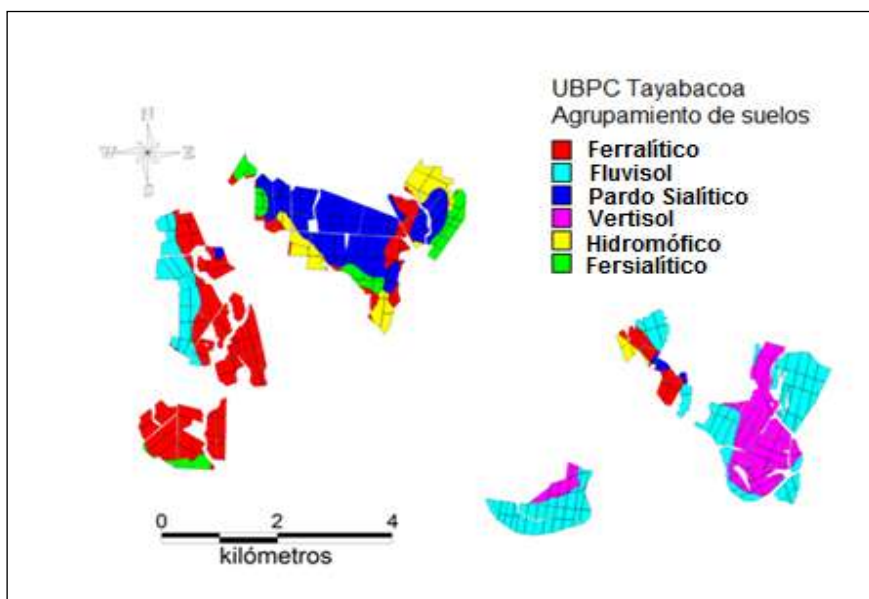 UBPC Tayabacoa
Agrupamiento de suelos
Ferralítico
Fluvisol
Pardo Sialítico
Vertisol
Hidromófico
Fersialítico
N
W E
S
0 2 4
kilómetros